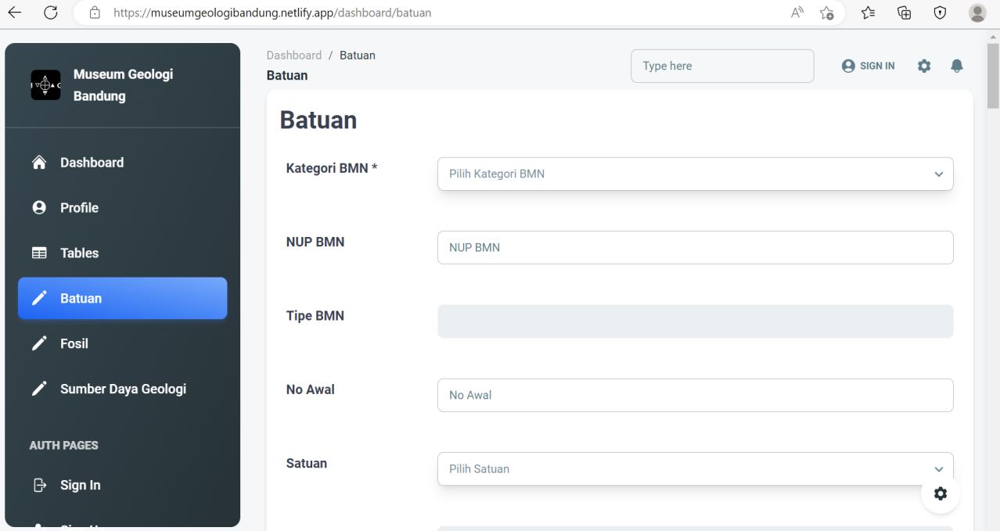 https://museumgeologibandung.netlify.app/dashboard/batuan
Museum Geologi
Bandung
Dashboard
Profile
Tables
Batuan
Fosil
Sumber Daya Geologi
AUTH PAGES
Sign In
Dashboard / Batuan
Batuan
Type here
SIGN IN
Batuan
Kategori BMN *
Pilih Kategori BMN
NUP BMN
NUP BMN
Tipe BMN
No Awal
No Awal
Satuan
Pilih Satuan